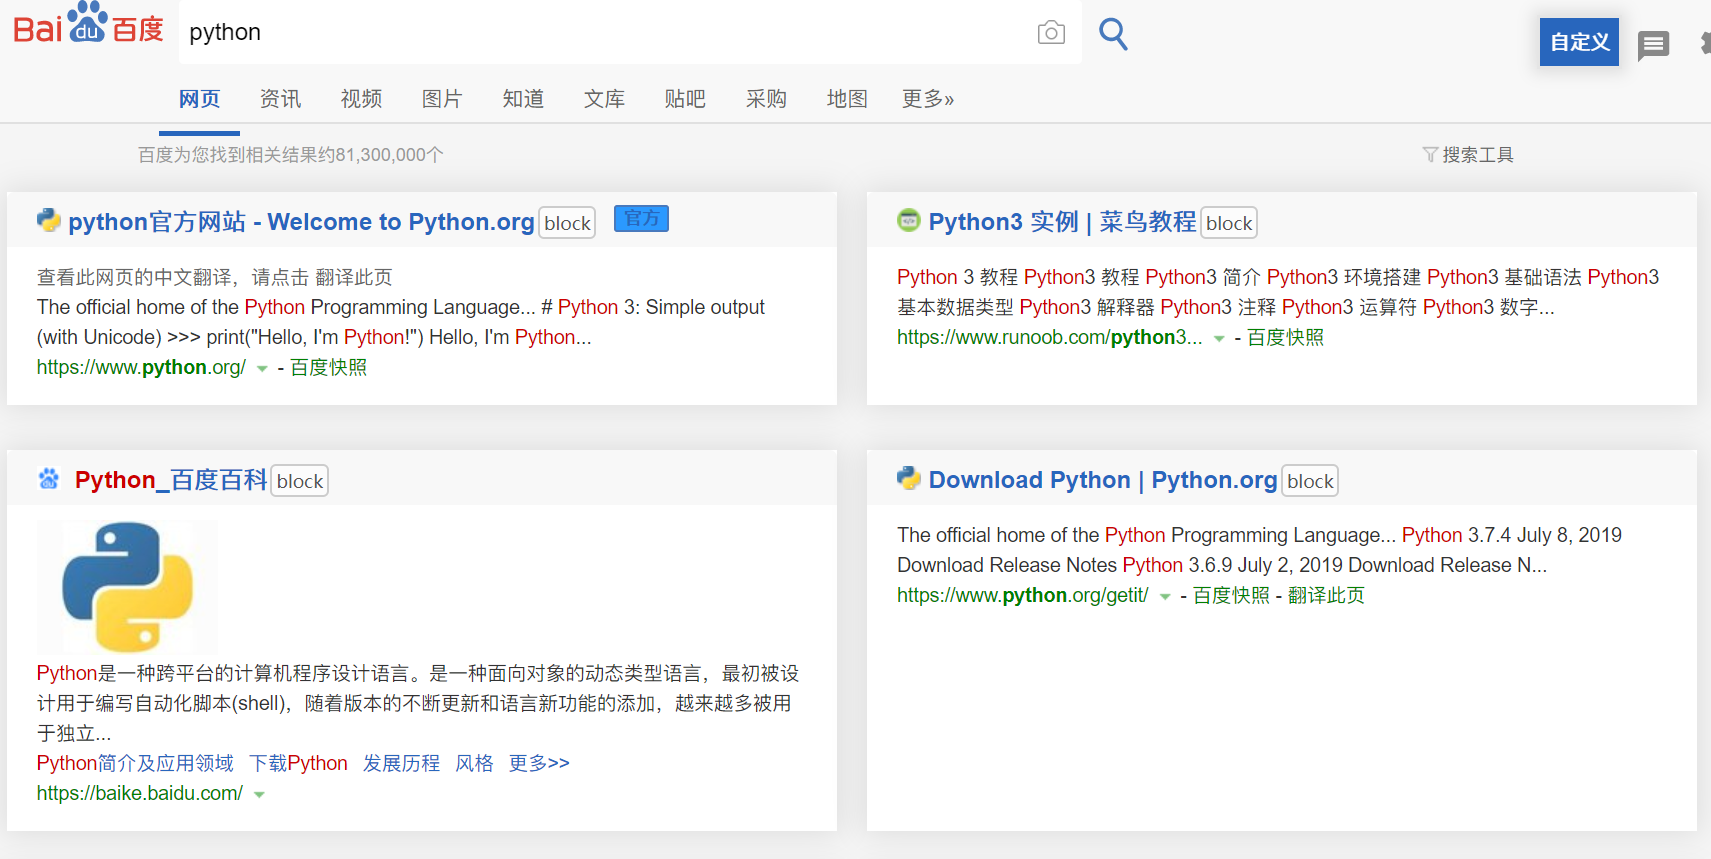 Bai du 百度
python
自定义
网页 资讯 视频 图片 知道 文库 贴吧 采购 地图 更多»
百度为您找到相关结果约81,300,000个
搜索工具
python官方网站 - Welcome to Python.org block 官方
查看此网页的中文翻译，请点击 翻译此页
The official home of the Python Programming Language... # Python 3: Simple output
(with Unicode) >>> print("Hello, I'm Python!") Hello, I'm Python...
https://www.python.org/ - 百度快照
Python3 实例 | 菜鸟教程 block
Python 3 教程 Python3 教程 Python3 简介 Python3 环境搭建 Python3 基础语法 Python3
基本数据类型 Python3 解释器 Python3 注释 Python3 运算符 Python3 数字...
https://www.runoob.com/python3... - 百度快照
Python_百度百科 block
Python是一种跨平台的计算机程序设计语言。是一种面向对象的动态类型语言，最初被设
计用于编写自动化脚本(shell)，随着版本的不断更新和语言新功能的添加，越来越多被用
于独立...
Python简介及应用领域 下载Python 发展历程 风格 更多>>
https://baike.baidu.com/
Download Python | Python.org block
The official home of the Python Programming Language... Python 3.7.4 July 8, 2019
Download Release Notes Python 3.6.9 July 2, 2019 Download Release N...
https://www.python.org/getit/ - 百度快照 - 翻译此页